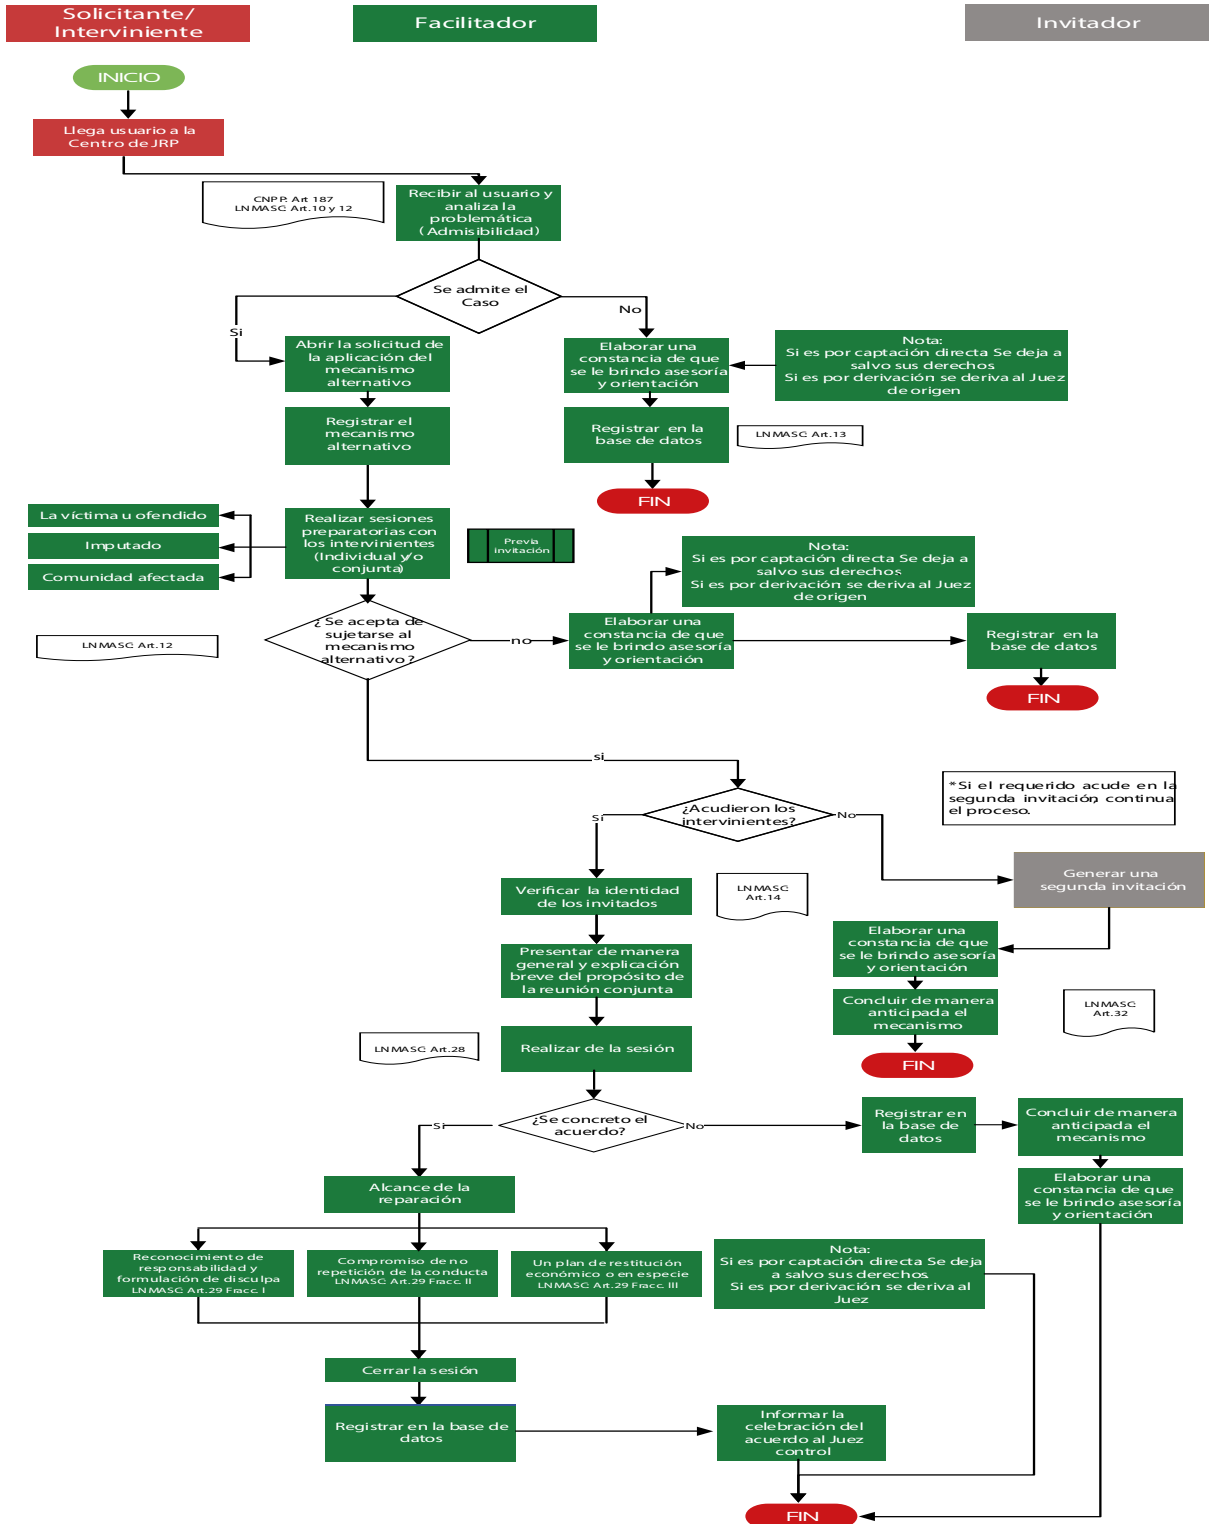 Solicitante/
Interviniente
Facilitador
Invitador
INICIO
Llega usuario a la
Centro de JRP
CNPP. Art 187
LNMASC. Art.10 y 12
Recibir al usuario y
analiza la
problemática
(Admisibilidad)
Se admite el
Caso
Si
No
Abrir la solicitud de
la aplicación del
mecanismo
alternativo
Elaborar una
constancia de que
se le brindo asesoría
y orientación
Nota:
Si es por captación directa Se deja a
salvo sus derechos.
Si es por derivación se deriva al Juez
de origen
Registrar el
mecanismo
alternativo
Registrar en la
base de datos
LNMASC. Art.13
FIN
La víctima u ofendido
Imputado
Comunidad afectada
Realizar sesiones
preparatorias con
los intervinientes
(Individual y/o
conjunta)
Previa
invitación
Nota:
Si es por captación directa Se deja a
salvo sus derechos.
Si es por derivación se deriva al Juez
de origen
LNMASC. Art.12
¿Se acepta de
sujetarse al
mecanismo
alternativo?
no
Elaborar una
constancia de que
se le brindo asesoría
y orientación
Registrar en la
base de datos
FIN
si
*Si el requerido acude en la
segunda invitación, continua
el proceso.
¿Acudieron los
intervinientes?
Si
No
Generar una
segunda invitación
Verificar la identidad
de los invitados
LNMASC.
Art.14
Elaborar una
constancia de que
se le brindo asesoría
y orientación
Presentar de manera
general y explicación
breve del propósito de
la reunión conjunta
Concluir de manera
anticipada el
mecanismo
LNMASC.
Art.32
LNMASC. Art.28
Realizar de la sesión
FIN
¿Se concreto el
acuerdo?
Si
No
Registrar en
la base de
datos
Concluir de manera
anticipada el
mecanismo
Elaborar una
constancia de que
se le brindo asesoría
y orientación
Alcance de la
reparación
Reconocimiento de
responsabilidad y
formulación de disculpa
LNMASC. Art.29 Fracc. I
Compromiso de no
repetición de la conducta
LNMASC. Art.29 Fracc. II
Un plan de restitución
económico o en especie
LNMASC. Art.29 Fracc. III
Nota:
Si es por captación directa Se deja
a salvo sus derechos.
Si es por derivación se deriva al
Juez
Cerrar la sesión
Registrar en la base de
datos
Informar la
celebración del
acuerdo al Juez
control
FIN